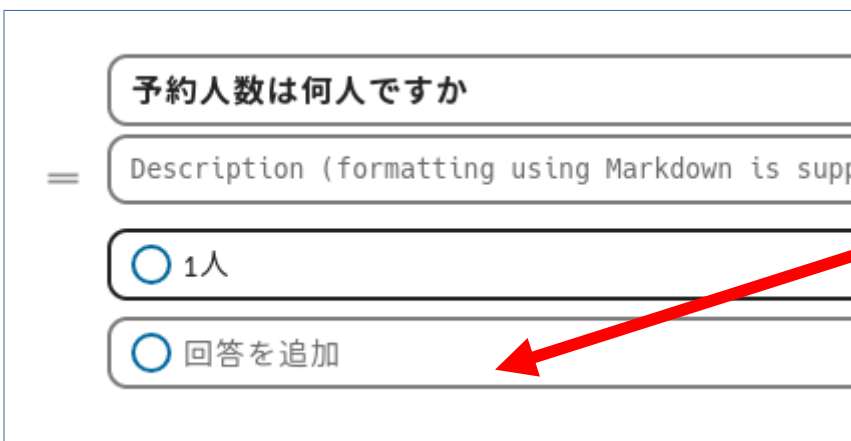 予約人数は何人ですか
Description (formatting using Markdown is supp
1人
回答を追加